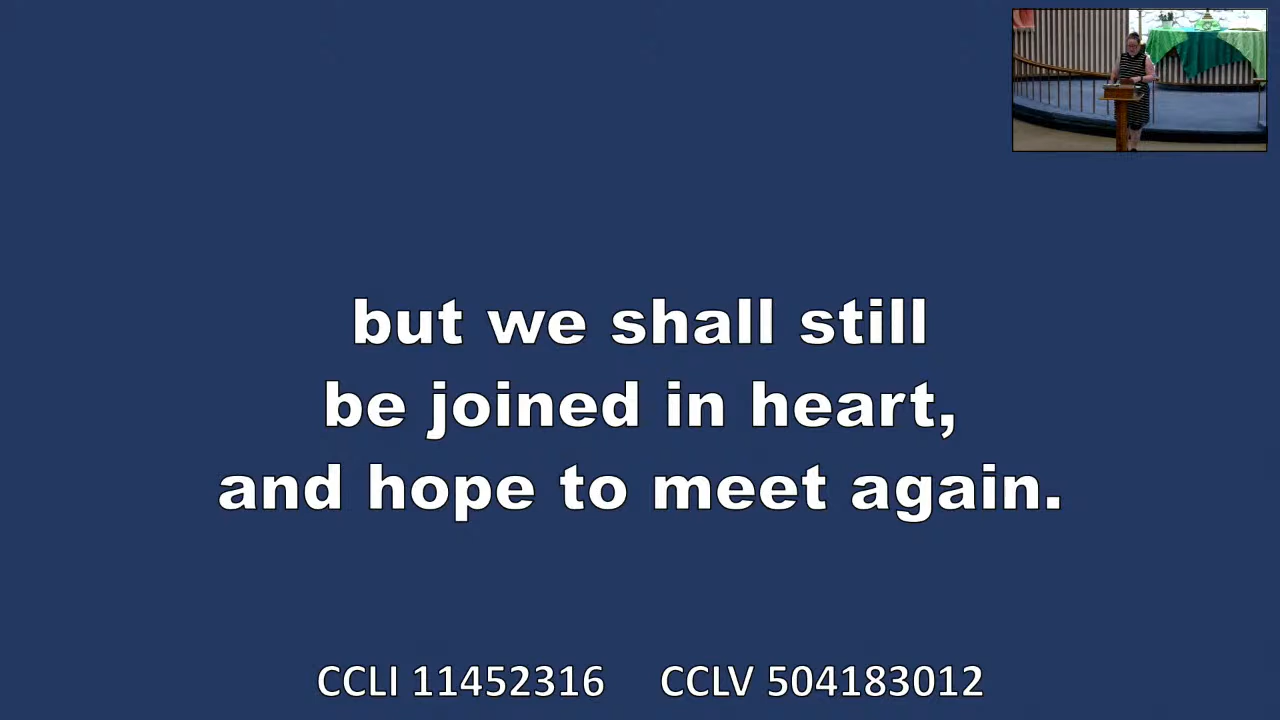 but we shall still
be joined in heart,
and hope to meet again.
CCLI 11452316 CCLV 504183012